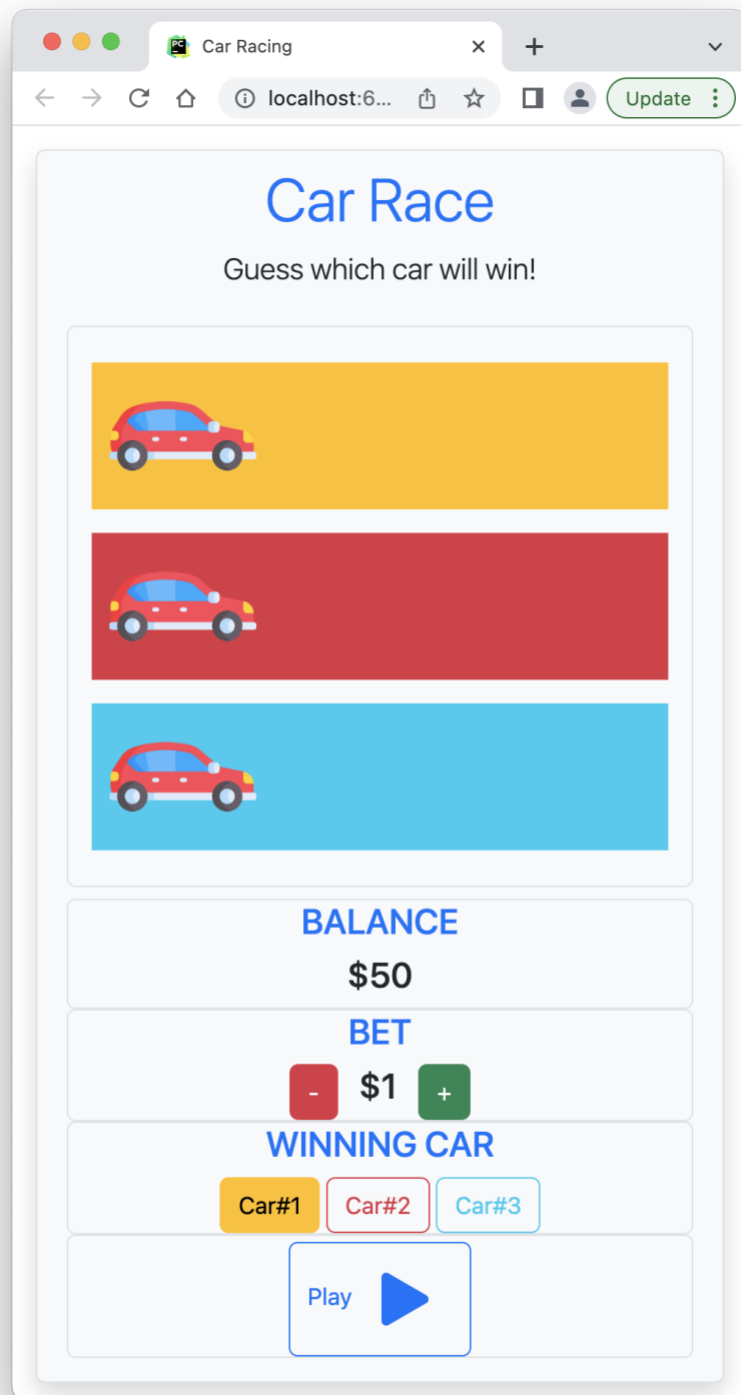 PC
Car Racing
localhost:6...
Update
Car Race
Guess which car will win!
BALANCE
$50
BET
- $1 +
WINNING CAR
Car#1 Car#2 Car#3
Play